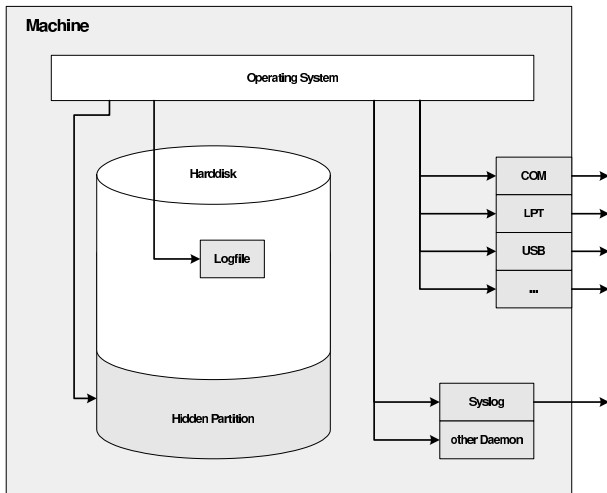 Machine
Operating System
Harddisk
COM
LPT
USB
...
Logfile
Hidden Partition
Syslog
other Daemon